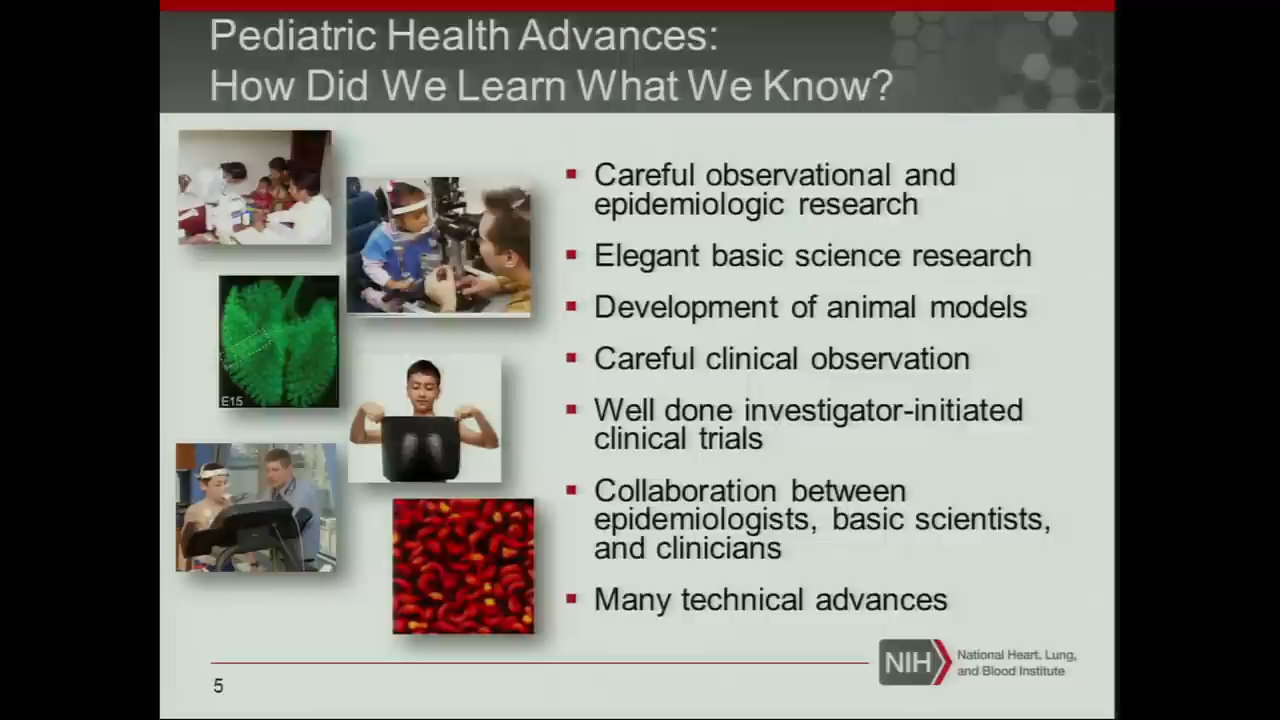 Pediatric Health Advances:
How Did We Learn What We Know?
Careful observational and
epidemiologic research
Elegant basic science research
Development of animal models
Careful clinical observation
Well done investigator-initiated
clinical trials
Collaboration between
epidemiologists, basic scientists,
and clinicians
Many technical advances
E15
NIH
National Heart, Lung,
and Blood Institute
5